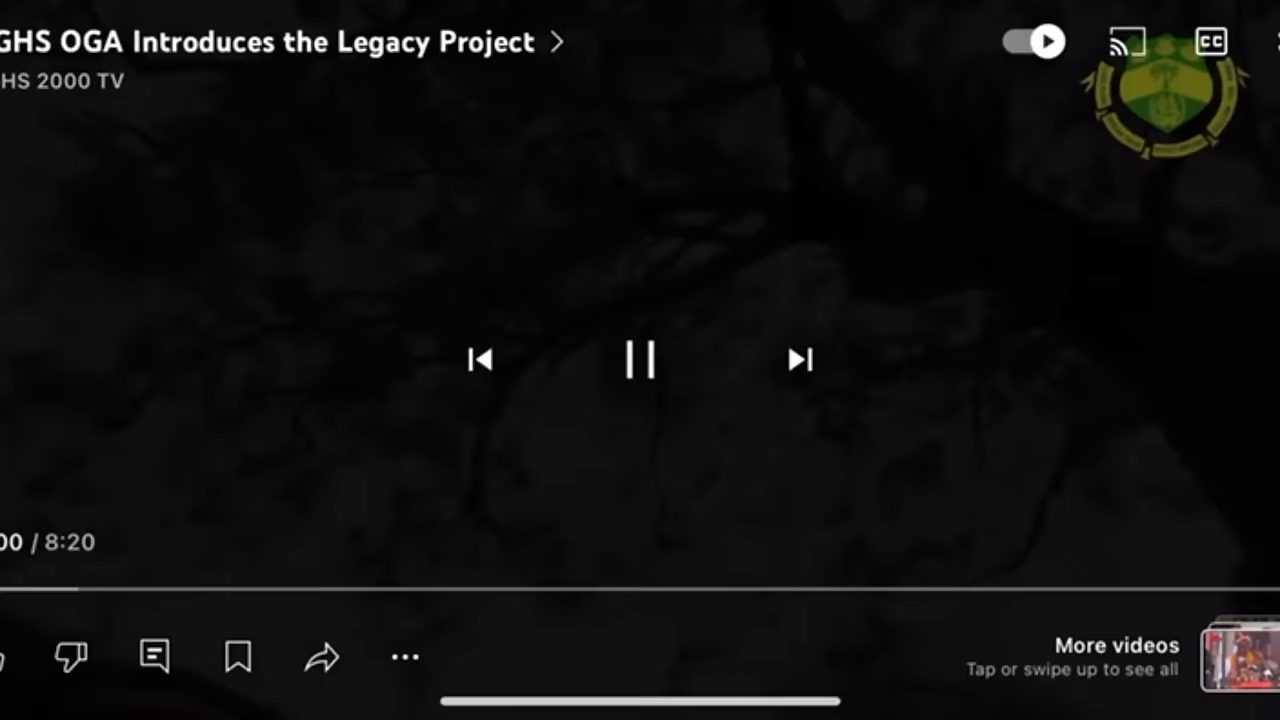 GHS OGA Introduces the Legacy Project
HS 2000 TV
CC
00 / 8:20
More videos
Tap or swipe up to see all